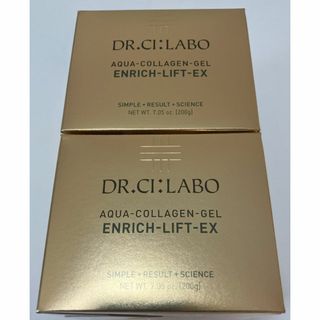 DR.CI:LABO
AQUA-COLLAGEN-GEL
ENRICH-LIFT-EX
SIMPLE + RESULT + SCIENCE
NET WT. 7.05 oz. (200g)
DR.CI:LABO
AQUA-COLLAGEN-GEL
ENRICH-LIFT-EX
SIMPLE + RESULT + SCIENCE
NET WT. 7.05 oz. (200g)